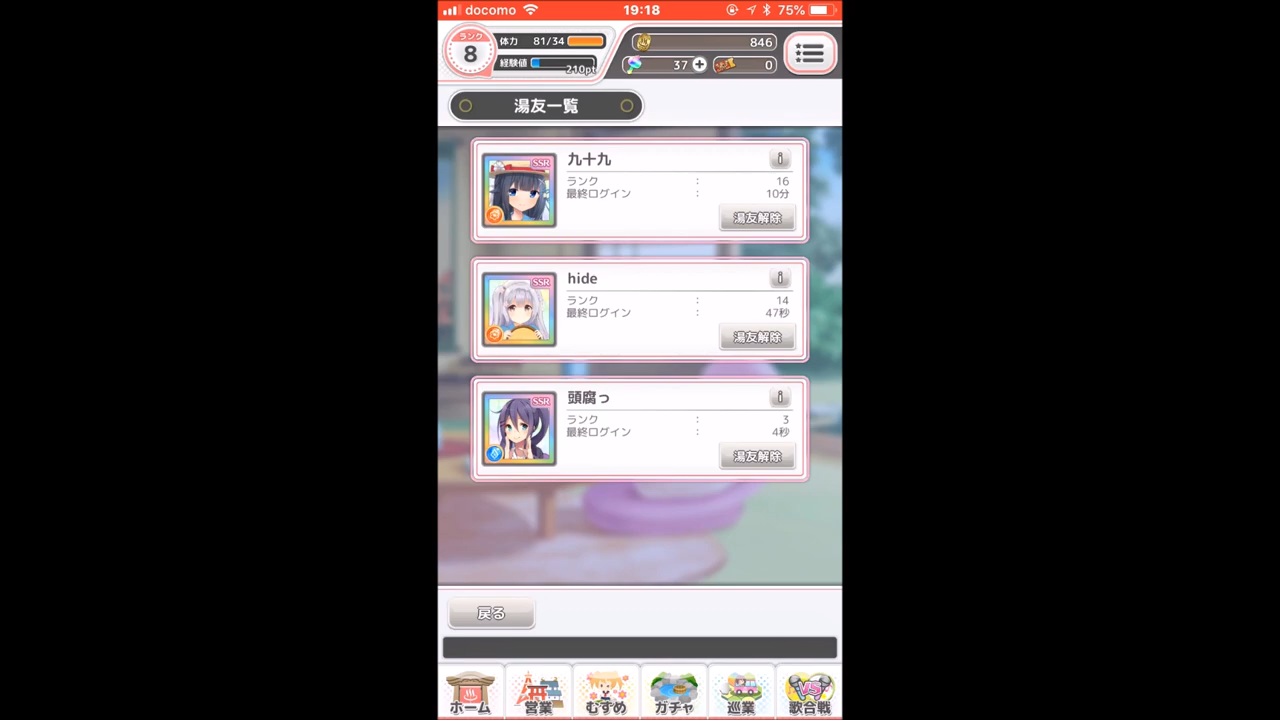 docomo 19:18 75%
ランク
8
体力 81/34
経験値 210pt
846
37
0
湯友一覧
SSR
九十九
ランク : 16
最終ログイン : 10分
湯友解除
SSR
hide
ランク : 14
最終ログイン : 47秒
湯友解除
SSR
頭腐っ
ランク : 3
最終ログイン : 4秒
湯友解除
戻る
ホーム
営業
むすめ
ガチャ
巡業
VS
歌合戦